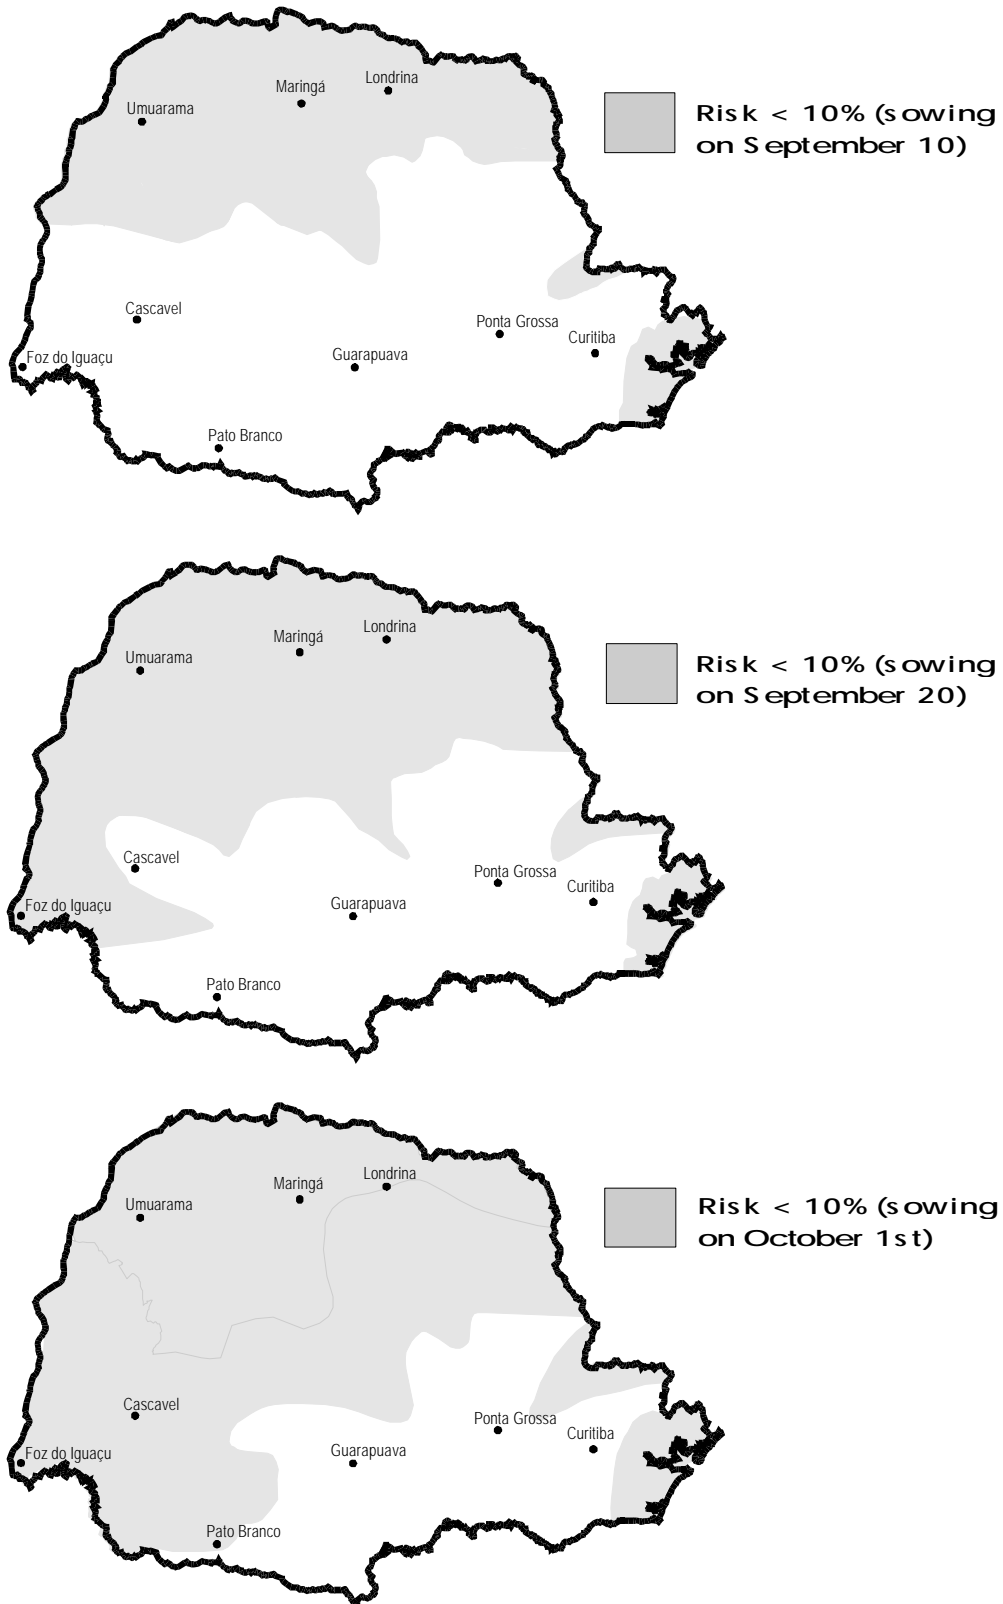 Londrina
Maringá
Umuarama
Risk < 10% (sowing
on September 10)
Cascavel
Ponta Grossa
Curitiba
Foz do Iguaçu
Guarapuava
Pato Branco
Londrina
Maringá
Umuarama
Risk < 10% (sowing
on September 20)
Cascavel
Ponta Grossa
Curitiba
Foz do Iguaçu
Guarapuava
Pato Branco
Londrina
Maringá
Umuarama
Risk < 10% (sowing
on October 1st)
Cascavel
Ponta Grossa
Curitiba
Foz do Iguaçu
Guarapuava
Pato Branco